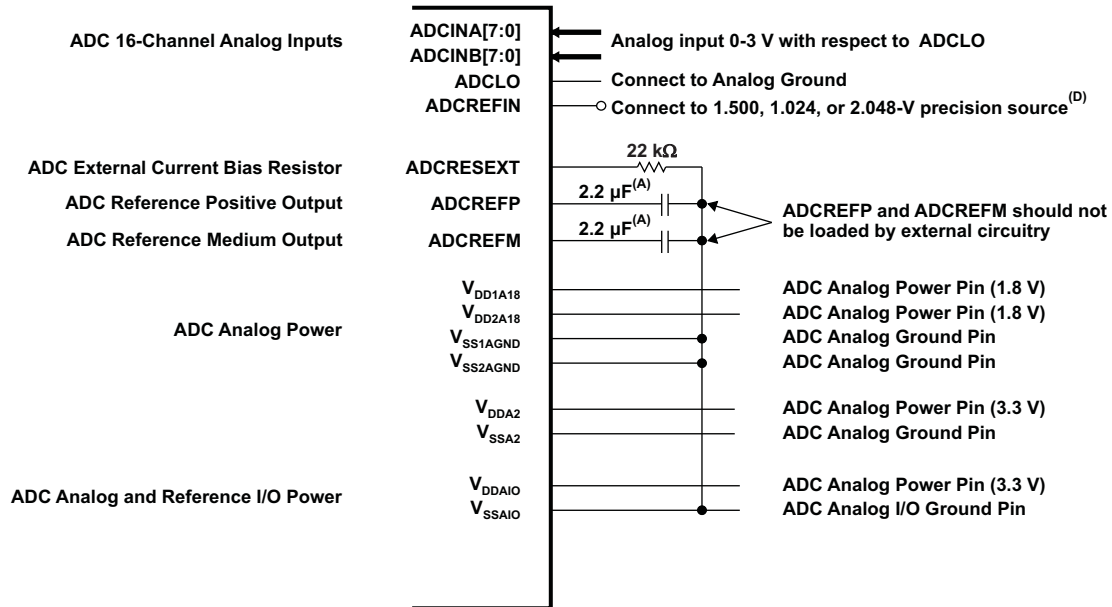 ADC 16-Channel Analog Inputs
ADCINA[7:0]
ADCINB[7:0]
Analog input 0-3 V with respect to ADCLO
ADCLO
Connect to Analog Ground
ADCREFIN
Connect to 1.500, 1.024, or 2.048-V precision source(D)
ADC External Current Bias Resistor
ADCRESEXT
22 kΩ
ADC Reference Positive Output
ADCREFP
2.2 µF(A)
ADC Reference Medium Output
ADCREFM
2.2 µF(A)
ADCREFP and ADCREFM should not
be loaded by external circuitry
ADC Analog Power
VDD1A18
ADC Analog Power Pin (1.8 V)
VDD2A18
ADC Analog Power Pin (1.8 V)
VSS1AGND
ADC Analog Ground Pin
VSS2AGND
ADC Analog Ground Pin
VDDA2
ADC Analog Power Pin (3.3 V)
VSSA2
ADC Analog Ground Pin
ADC Analog and Reference I/O Power
VDDAIO
ADC Analog Power Pin (3.3 V)
VSSAIO
ADC Analog I/O Ground Pin